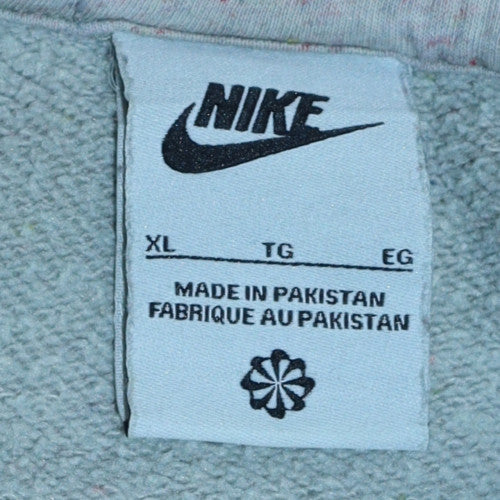 NIKE
XL TG EG
MADE IN PAKISTAN
FABRIQUE AU PAKISTAN